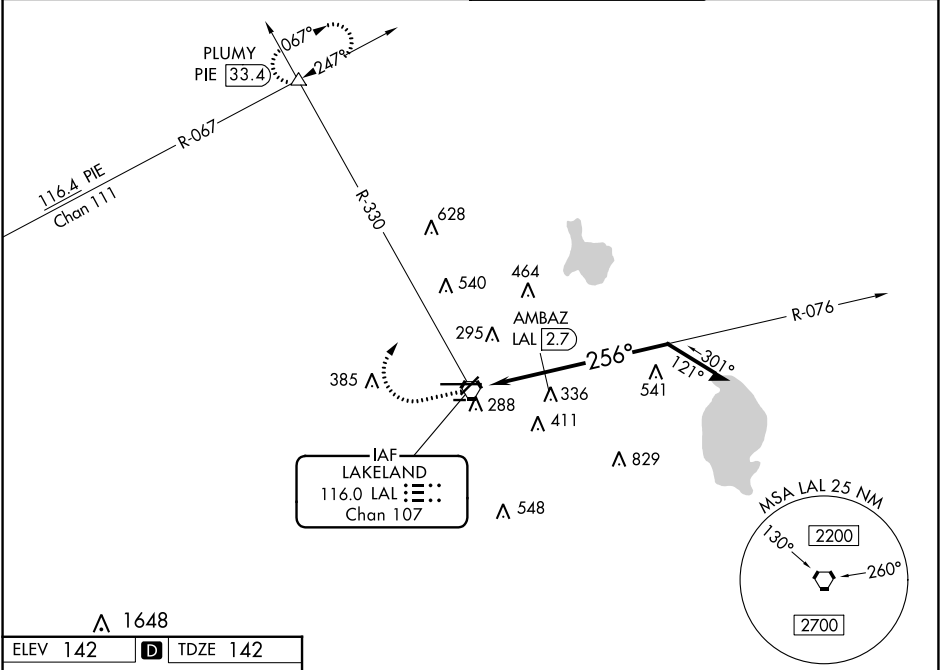 067°
247°
PLUMY
PIE 33.4
R-067
116.4 PIE
Chan 111
R-330
628
540
464
295
AMBAZ
LAL 2.7
R-076
256°
301°
121°
385
288
336
541
411
829
548
IAF
LAKELAND
116.0 LAL
Chan 107
MSA LAL 25 NM
130°
2200
260°
2700
1648
ELEV 142 D TDZE 142